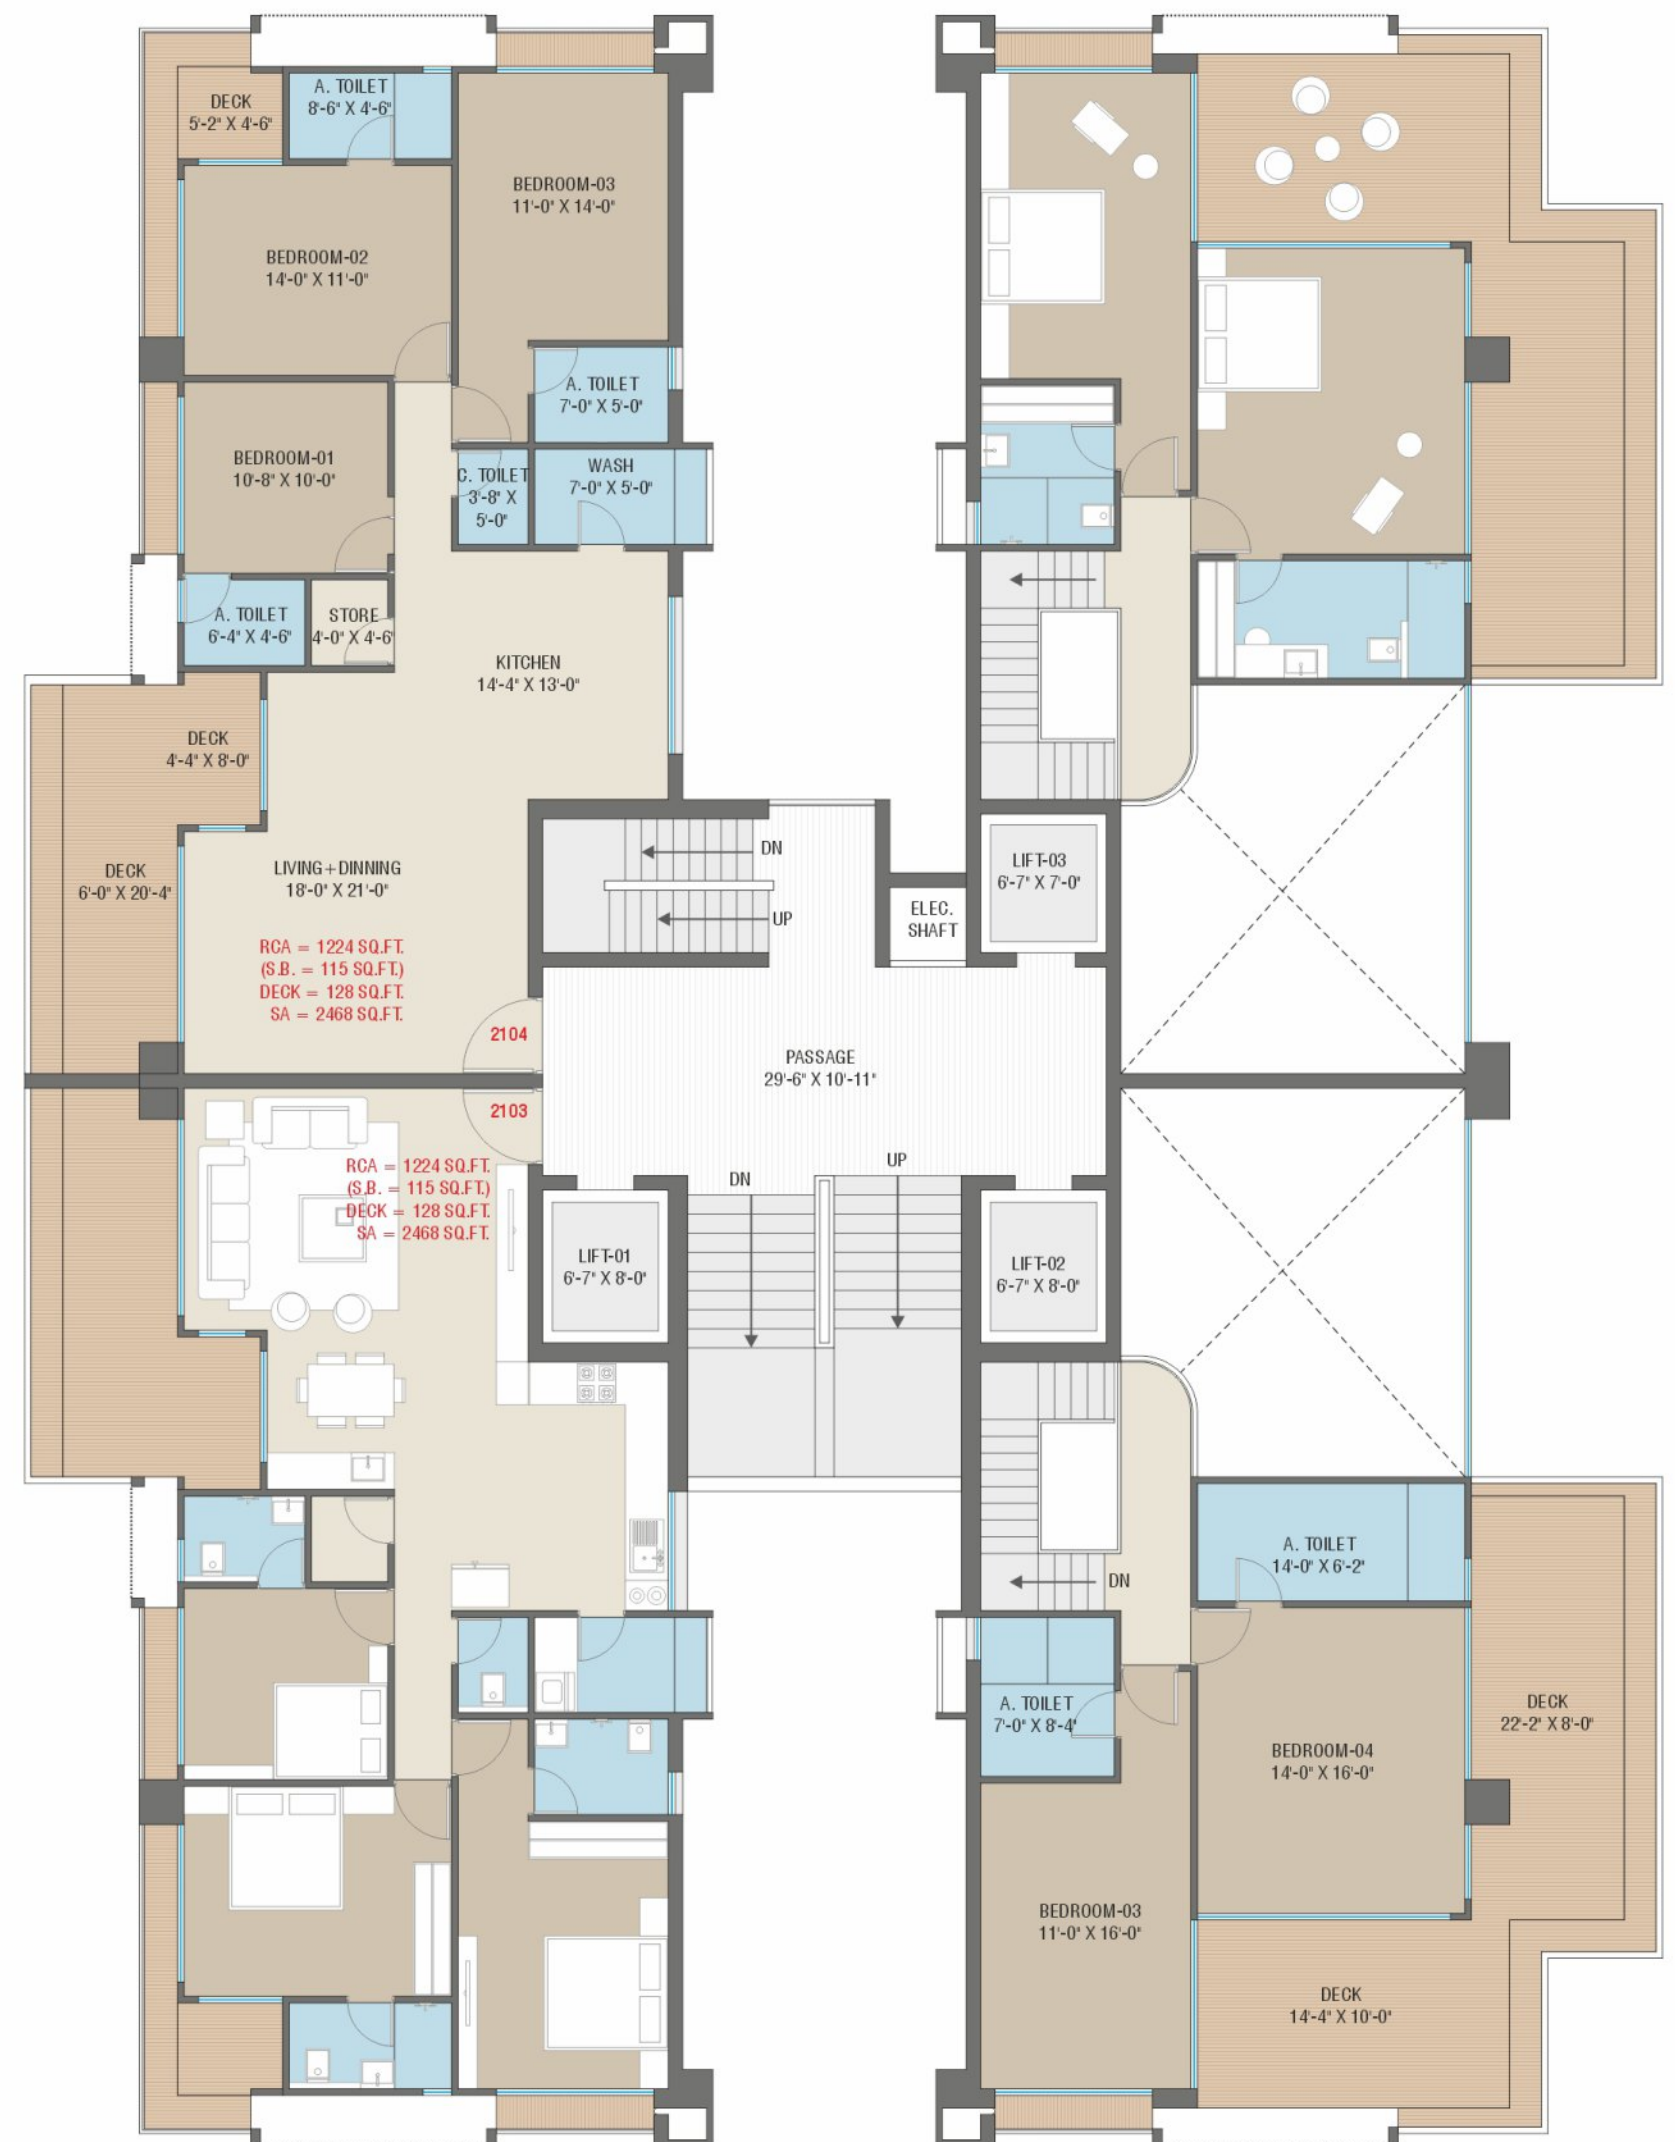 DECK
5'-2" X 4'-6"
A. TOILET
8'-6" X 4'-6"
BEDROOM-03
11'-0" X 14'-0"
BEDROOM-02
14'-0" X 11'-0"
A. TOILET
7'-0" X 5'-0"
BEDROOM-01
10'-8" X 10'-0"
C. TOILET
3'-8" X
5'-0"
WASH
7'-0" X 5'-0"
A. TOILET
6'-4" X 4'-6"
STORE
4'-0" X 4'-6"
KITCHEN
14'-4" X 13'-0"
DECK
4'-4" X 8'-0"
DECK
6'-0" X 20'-4"
LIVING+DINNING
18'-0" X 21'-0"
RCA = 1224 SQ.FT.
(S.B. = 115 SQ.FT.)
DECK = 128 SQ.FT.
SA = 2468 SQ.FT.
2104
DN
UP
ELEC.
SHAFT
LIFT-03
6'-7" X 7'-0"
PASSAGE
29'-6" X 10'-11"
2103
RCA = 1224 SQ.FT.
(S.B. = 115 SQ.FT.)
DECK = 128 SQ.FT.
SA = 2468 SQ.FT.
DN
UP
LIFT-01
6'-7" X 8'-0"
LIFT-02
6'-7" X 8'-0"
DN
A. TOILET
14'-0" X 6'-2"
A. TOILET
7'-0" X 8'-4"
BEDROOM-04
14'-0" X 16'-0"
DECK
22'-2" X 8'-0"
BEDROOM-03
11'-0" X 16'-0"
DECK
14'-4" X 10'-0"